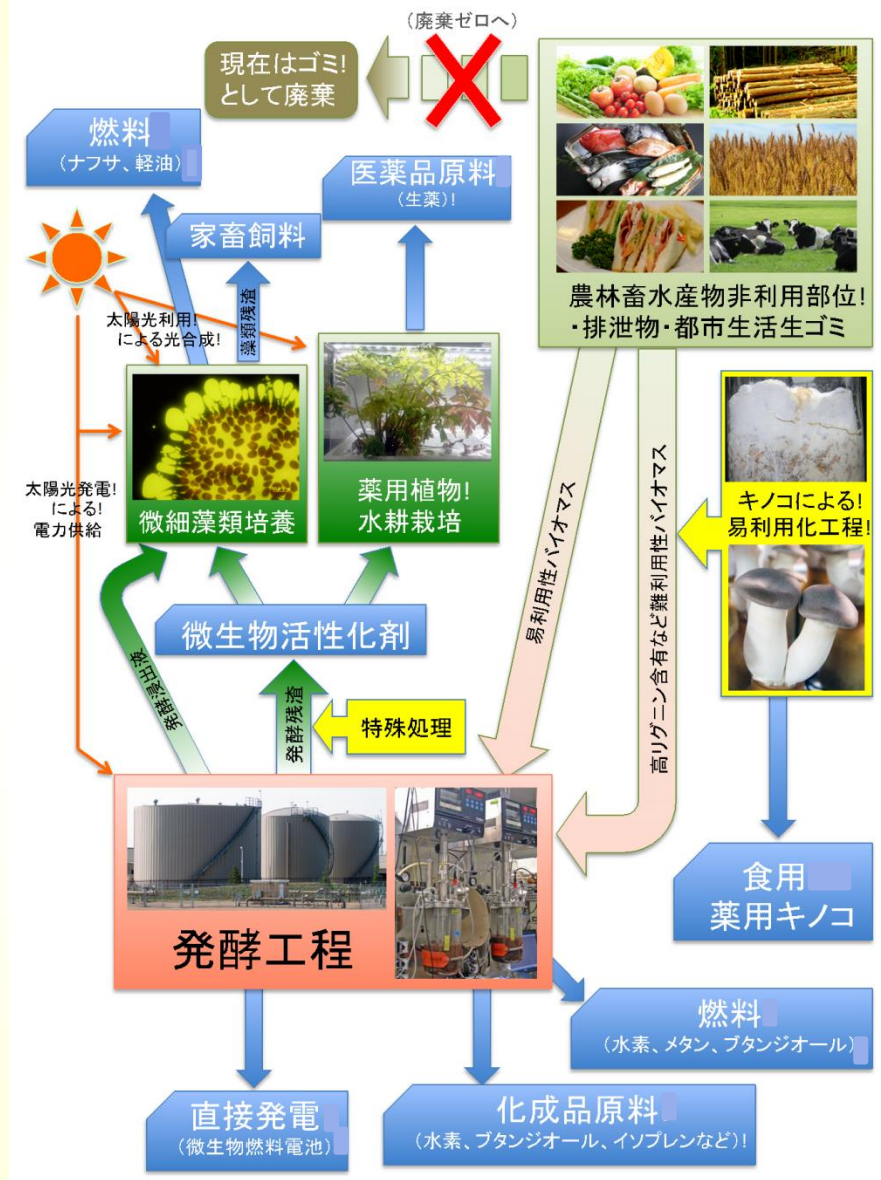 (廃棄ゼロへ)
現在はゴミ!
として廃棄
燃料
(ナフサ、軽油)
医薬品原料
(生薬)!
家畜飼料
農林畜水産物非利用部位!
・排泄物・都市生活生ゴミ
太陽光利用!
による光合成!
藻類残渣
太陽光発電!
による!
電力供給
微細藻類培養
薬用植物!
水耕栽培
キノコによる!
易利用化工程!
易利用性バイオマス
高リグニン含有など難利用性バイオマス
微生物活性化剤
発酵浸出液
発酵残渣
特殊処理
発酵工程
食用
薬用キノコ
燃料
(水素、メタン、ブタンジオール)
直接発電
(微生物燃料電池)
化成品原料
(水素、ブタンジオール、イソプレンなど)!